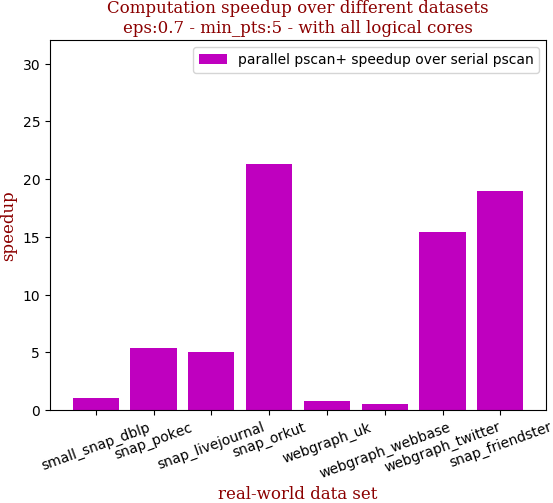 Computation speedup over different datasets
eps:0.7 - min_pts:5 - with all logical cores
parallel pscan+ speedup over serial pscan
speedup
30
25
20
15
10
5
0
small_snap_dblp
snap_pokec
snap_livejournal
snap_orkut
webgraph_uk
webgraph_webbase
webgraph_twitter
snap_friendster
real-world data set